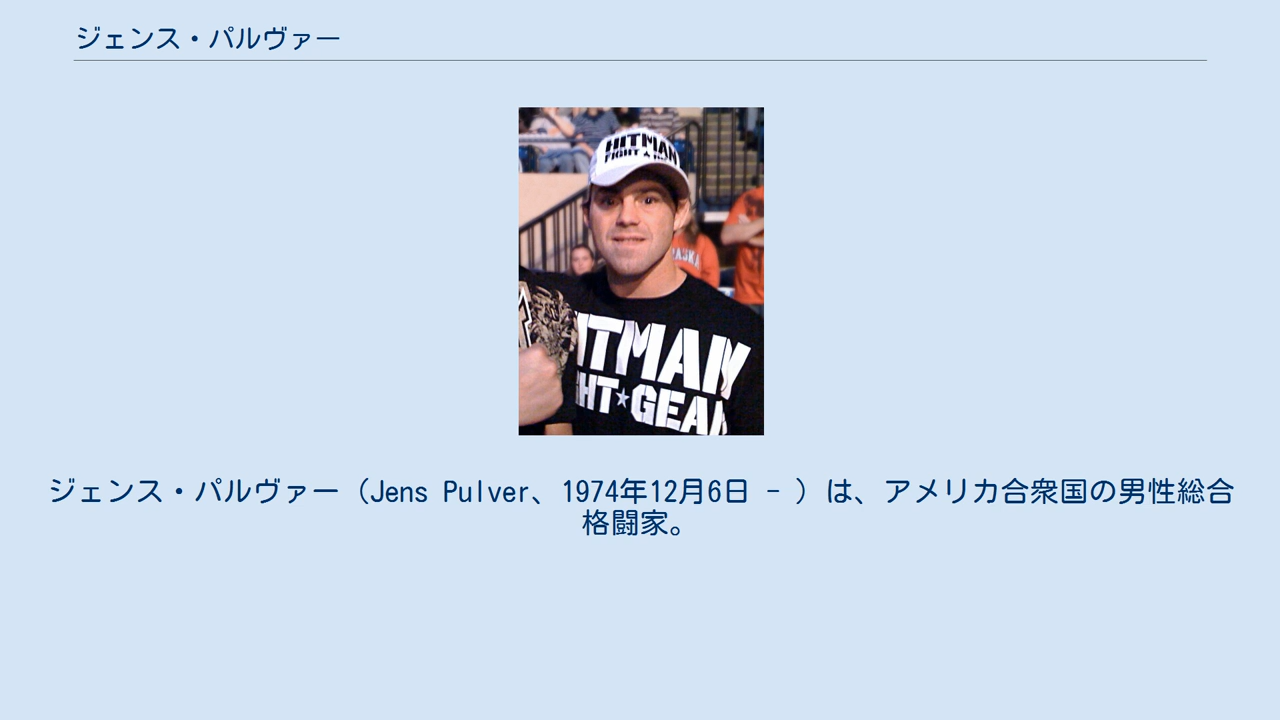 ジェンス・パルヴァー
HITMAN
FIGHT
HITMAN
GHT★GEAR
ジェンス・パルヴァー（Jens Pulver、1974年12月6日 - ）は、アメリカ合衆国の男性総合
格闘家。